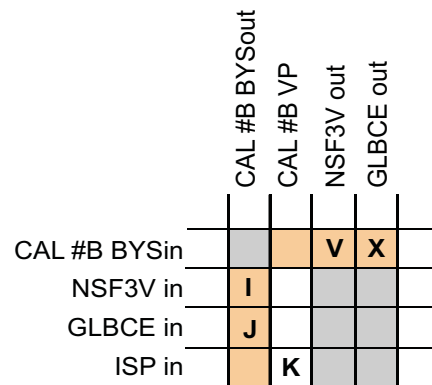 CAL #B BYSout
CAL #B VP
NSF3V out
GLBCE out
CAL #B BYSin V X
NSF3V in I
GLBCE in J
ISP in K